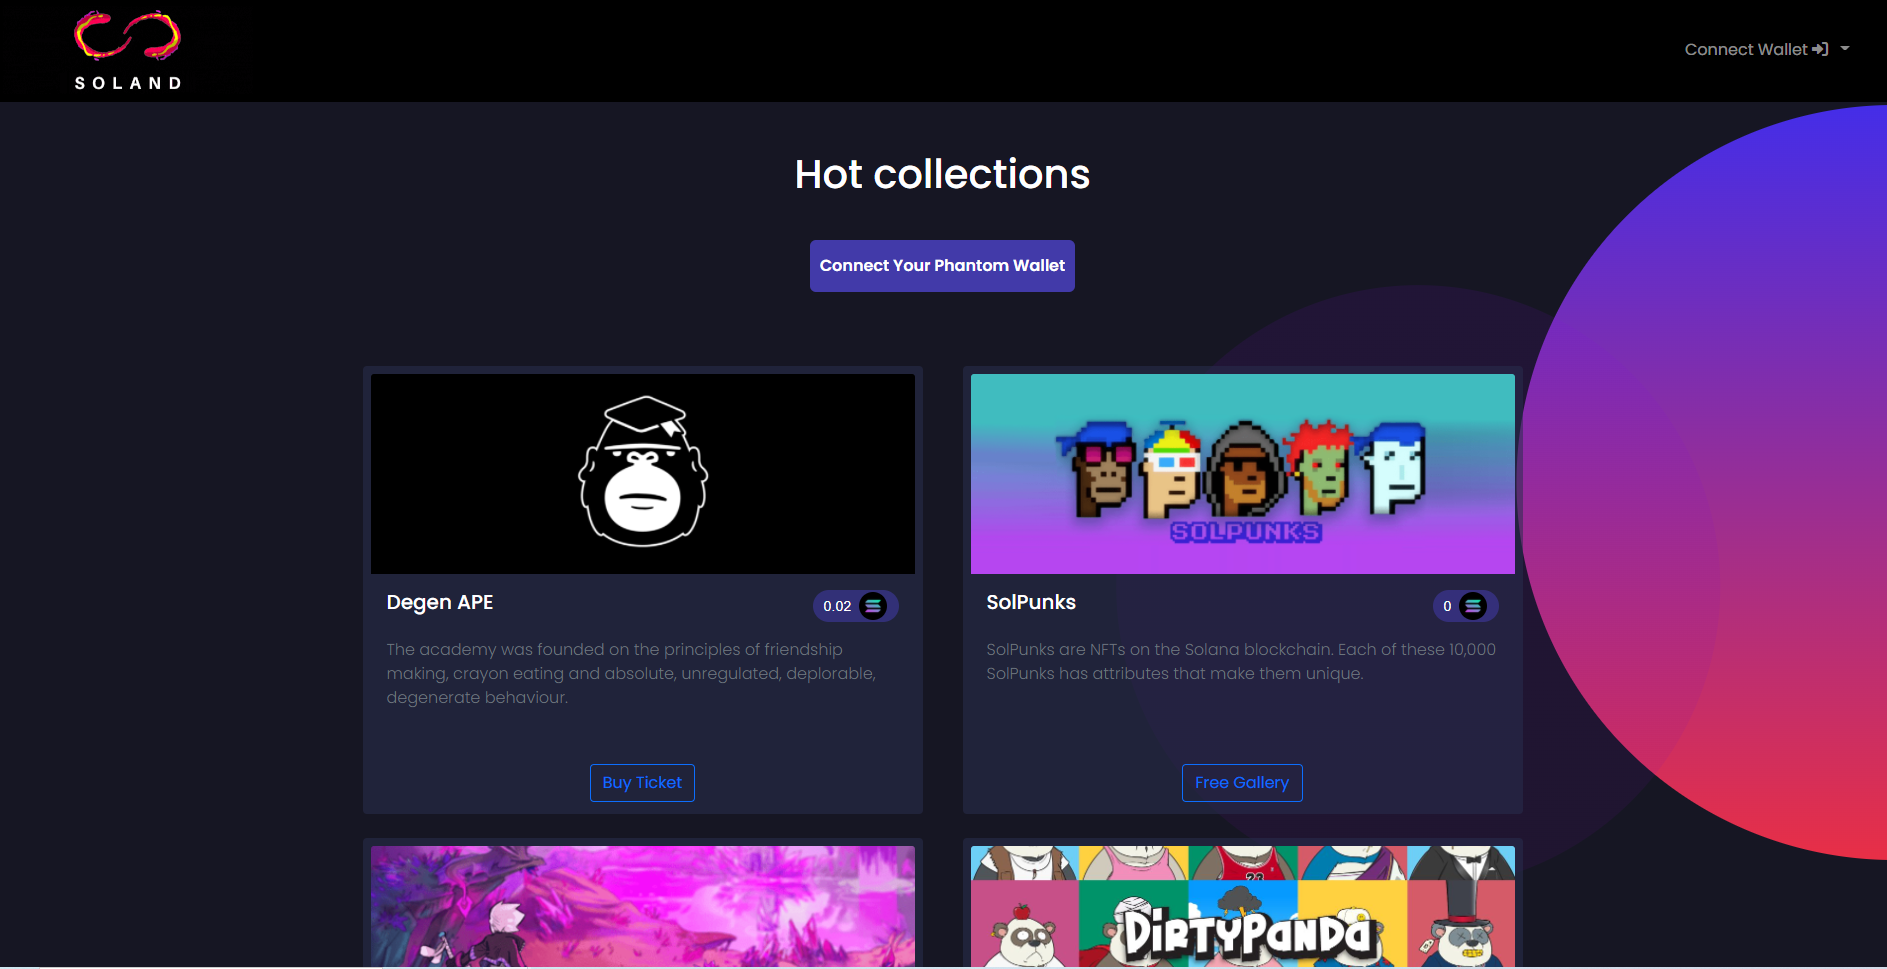 SOLAND
Connect Wallet
Hot collections
Connect Your Phantom Wallet
SOLPUNKS
Degen APE
0.02
The academy was founded on the principles of friendship
making, crayon eating and absolute, unregulated, deplorable,
degenerate behaviour.
Buy Ticket
SolPunks
0
SolPunks are NFTs on the Solana blockchain. Each of these 10,000
SolPunks has attributes that make them unique.
Free Gallery
23
DiRTYPaNDa